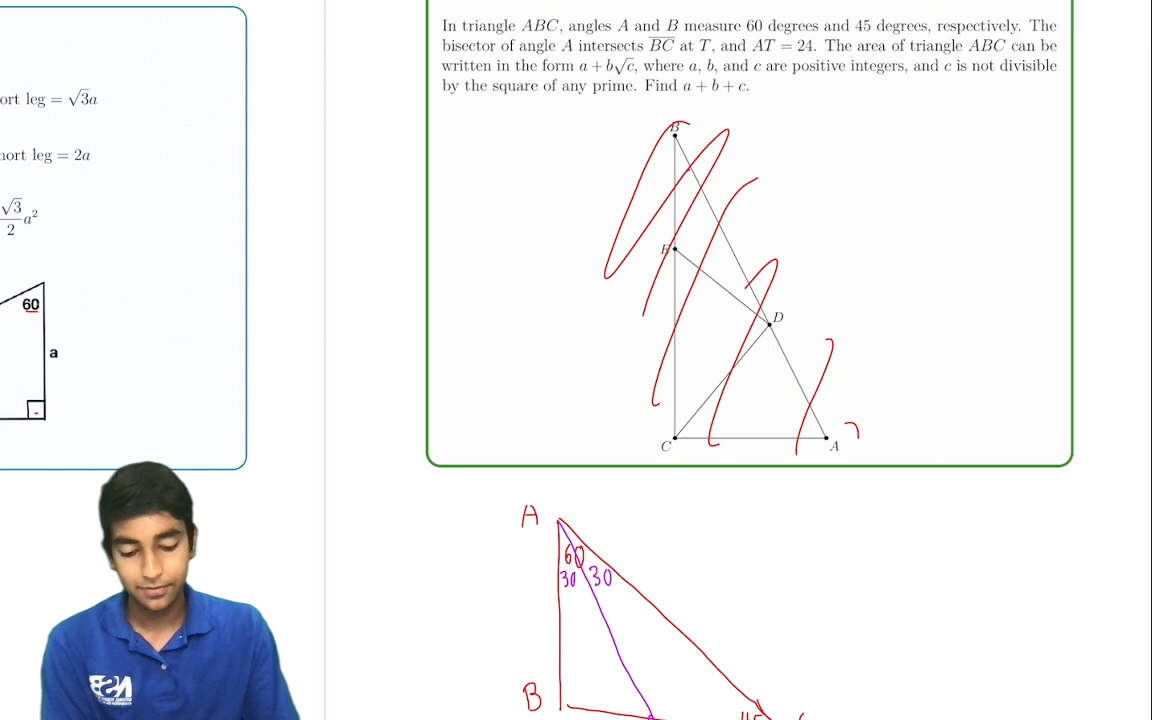 ort leg = √3a
hort leg = 2a
√3/2 a²
60
a
In triangle ABC, angles A and B measure 60 degrees and 45 degrees, respectively. The
bisector of angle A intersects BC at T, and AT = 24. The area of triangle ABC can be
written in the form a + b√c, where a, b, and c are positive integers, and c is not divisible
by the square of any prime. Find a + b + c.
B
E
D
C
A
A
60
30 30
B